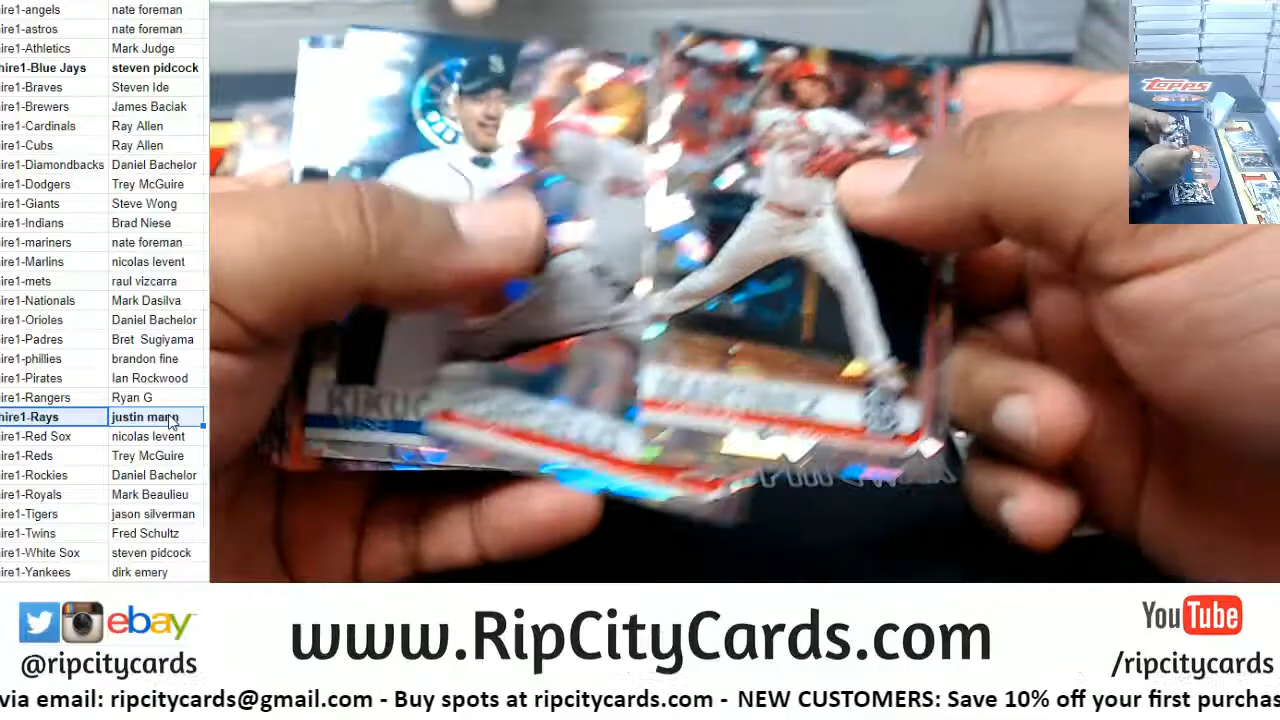 ire1-angels nate foreman
ire1-astros nate foreman
ire1-Athletics Mark Judge
hire1-Blue Jays steven pidcock
ire1-Braves Steven Ide
ire1-Brewers James Baciak
ire1-Cardinals Ray Allen
ire1-Cubs Ray Allen
ire1-Diamondbacks Daniel Bachelor
ire1-Dodgers Trey McGuire
ire1-Giants Steve Wong
ire1-Indians Brad Niese
ire1-mariners nate foreman
ire1-Marlins nicolas levent
ire1-mets raul vizcarra
ire1-Nationals Mark Dasilva
ire1-Orioles Daniel Bachelor
ire1-Padres Bret Sugiyama
ire1-phillies brandon fine
ire1-Pirates Ian Rockwood
ire1-Rangers Ryan G
hire1-Rays justin mann
ire1-Red Sox nicolas levent
ire1-Reds Trey McGuire
ire1-Rockies Daniel Bachelor
ire1-Royals Mark Beaulieu
ire1-Tigers jason silverman
ire1-Twins Fred Schultz
ire1-White Sox steven pidcock
ire1-Yankees dirk emery
Topps
ebay
@ripcitycards
www.RipCityCards.com
YouTube
/ripcitycards
via email: ripcitycards@gmail.com - Buy spots at ripcitycards.com - NEW CUSTOMERS: Save 10% off your first purchas